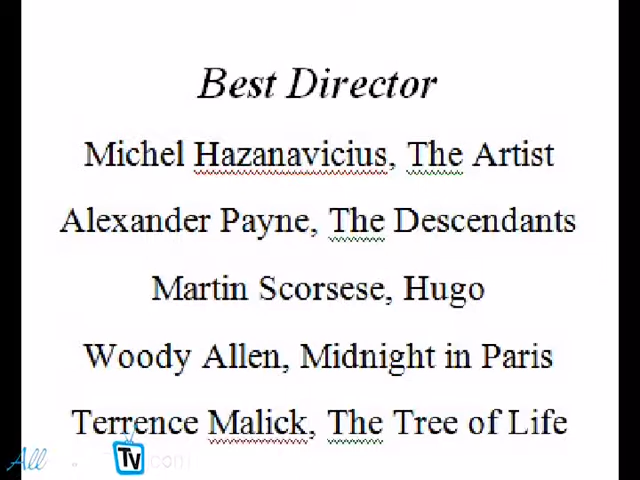 Best Director
Michel Hazanavicius, The Artist
Alexander Payne, The Descendants
Martin Scorsese, Hugo
Woody Allen, Midnight in Paris
Terrence Malick, The Tree of Life
All Tv .com